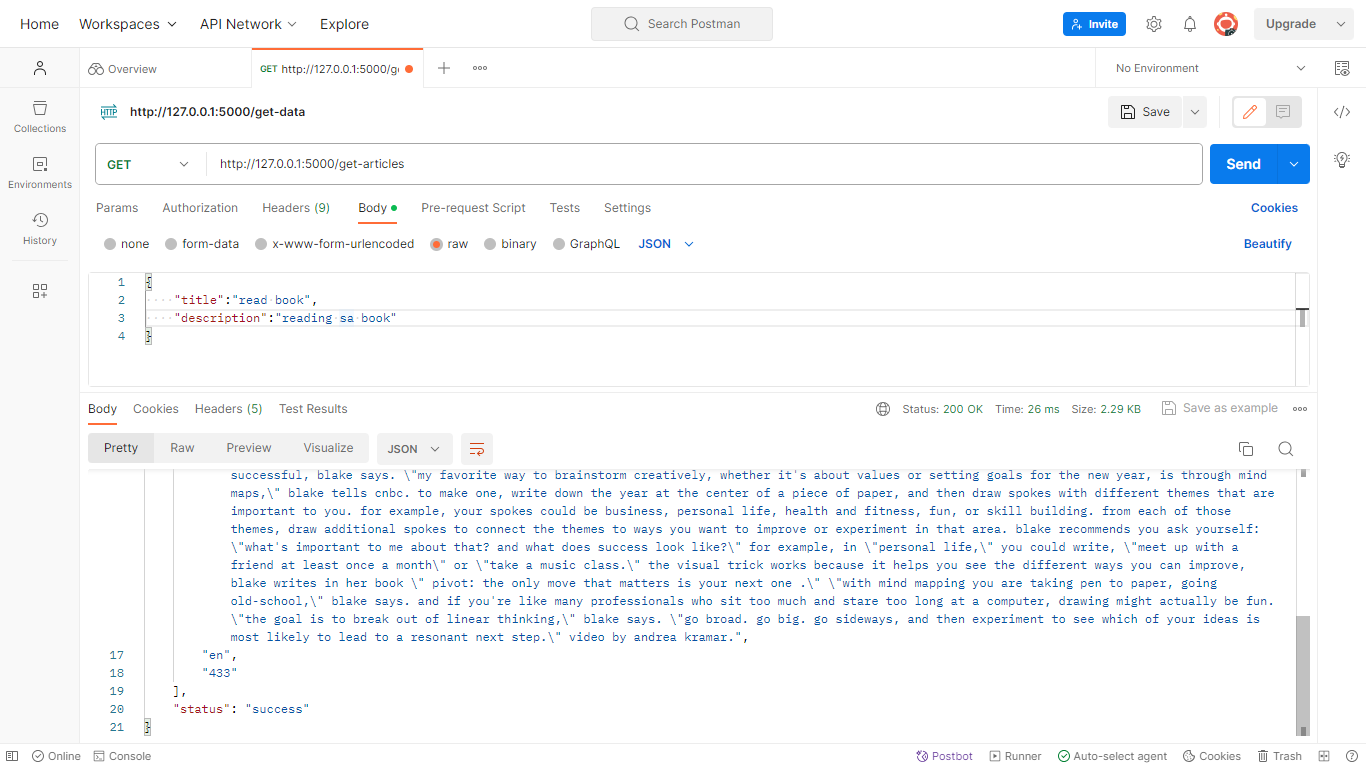 Home Workspaces API Network Explore Search Postman Invite Upgrade
Overview GET http://127.0.0.1:5000/ge No Environment
http://127.0.0.1:5000/get-data Save
Collections
Environments
History
GET http://127.0.0.1:5000/get-articles Send
Params Authorization Headers (9) Body Pre-request Script Tests Settings Cookies
none form-data x-www-form-urlencoded raw binary GraphQL JSON Beautify
1 {
2 "title":"read book",
3 "description":"reading sa book"
4 }
Body Cookies Headers (5) Test Results Status: 200 OK Time: 26 ms Size: 2.29 KB Save as example
Pretty Raw Preview Visualize JSON
successful, blake says. \"my favorite way to brainstorm creatively, whether it's about values or setting goals for the new year, is through mind
maps,\" blake tells cnbc. to make one, write down the year at the center of a piece of paper, and then draw spokes with different themes that are
important to you. for example, your spokes could be business, personal life, health and fitness, fun, or skill building. from each of those
themes, draw additional spokes to connect the themes to ways you want to improve or experiment in that area. blake recommends you ask yourself:
\"what's important to me about that? and what does success look like?\" for example, in \"personal life,\" you could write, \"meet up with a
friend at least once a month\" or \"take a music class.\" the visual trick works because it helps you see the different ways you can improve,
blake writes in her book \" pivot: the only move that matters is your next one .\" \"with mind mapping you are taking pen to paper, going
old-school,\" blake says. and if you're like many professionals who sit too much and stare too long at a computer, drawing might actually be fun.
\"the goal is to break out of linear thinking,\" blake says. \"go broad. go big. go sideways, and then experiment to see which of your ideas is
most likely to lead to a resonant next step.\" video by andrea kramar.",
17 "en",
18 "433"
19 ],
20 "status": "success"
21 }
Online Console Postbot Runner Auto-select agent Cookies Trash